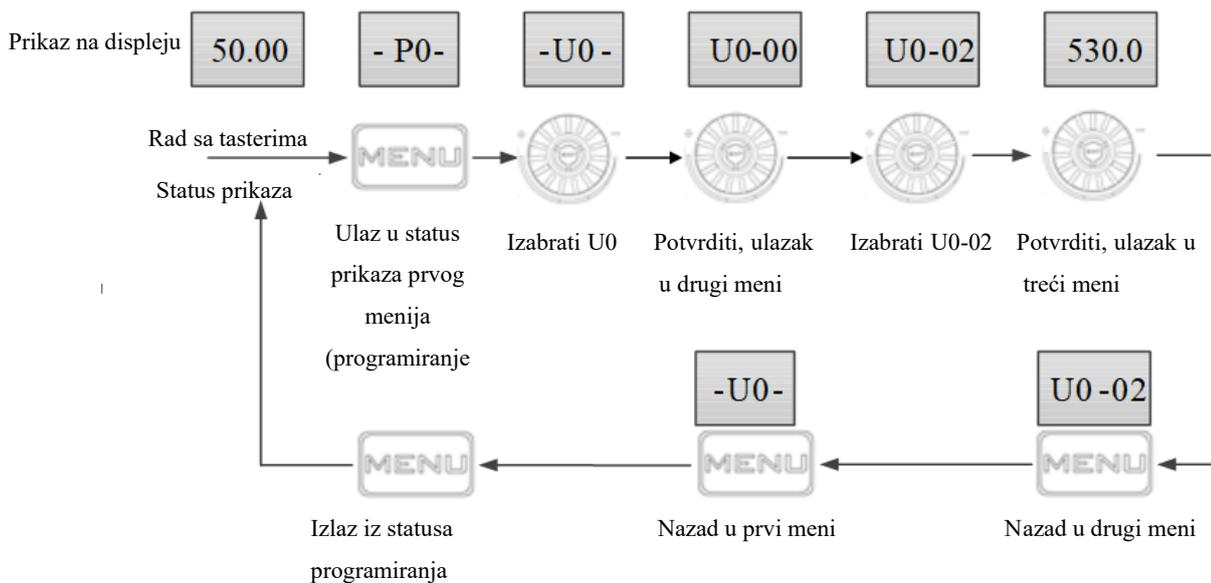 Prikaz na displeju
50.00
- P0-
-U0 -
U0-00
U0-02
530.0
Rad sa tasterima
MENU
Status prikaza
Ulaz u status
prikaza prvog
menija
(programiranje
Izabrati U0
Potvrditi, ulazak
u drugi meni
Izabrati U0-02
Potvrditi, ulazak u
treći meni
-U0-
U0 -02
MENU
MENU
MENU
Izlaz iz statusa
programiranja
Nazad u prvi meni
Nazad u drugi meni